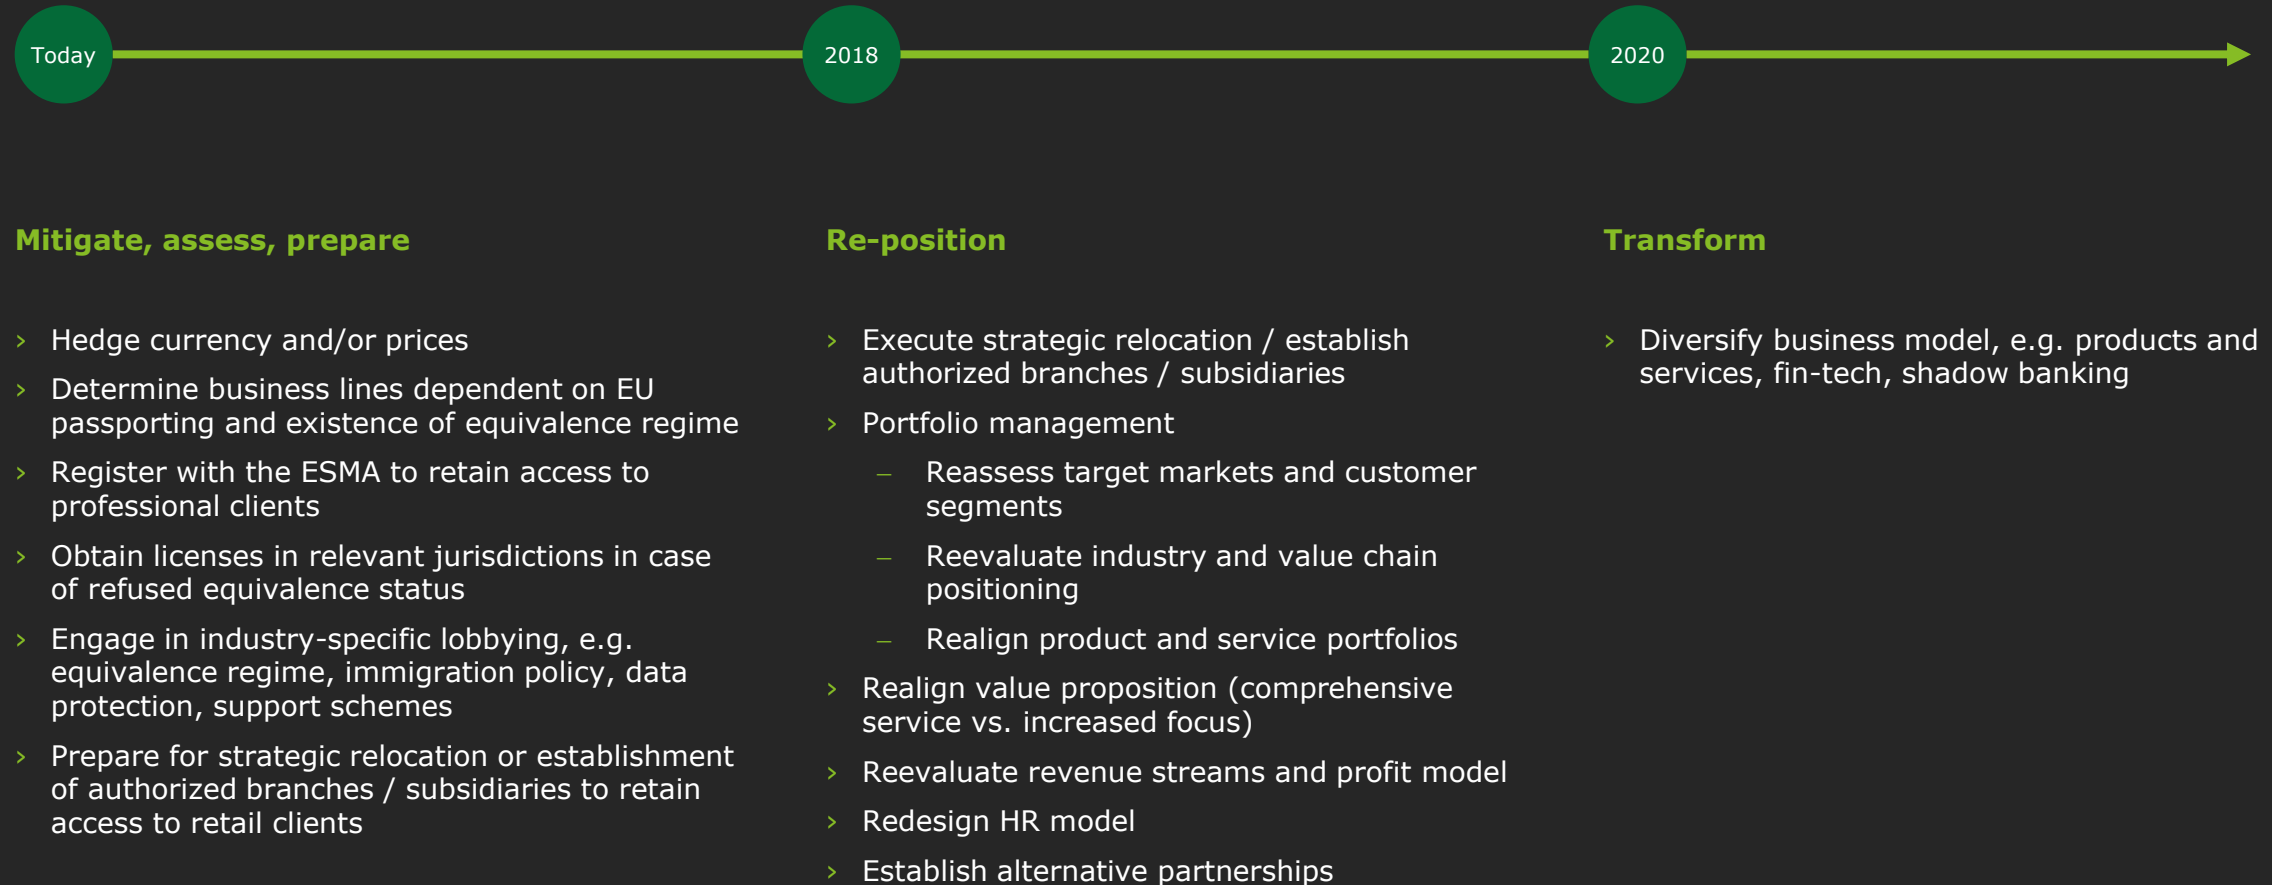 Today
2018
2020
Mitigate, assess, prepare
› Hedge currency and/or prices
› Determine business lines dependent on EU
passporting and existence of equivalence regime
› Register with the ESMA to retain access to
professional clients
› Obtain licenses in relevant jurisdictions in case
of refused equivalence status
› Engage in industry-specific lobbying, e.g.
equivalence regime, immigration policy, data
protection, support schemes
› Prepare for strategic relocation or establishment
of authorized branches / subsidiaries to retain
access to retail clients
Re-position
› Execute strategic relocation / establish
authorized branches / subsidiaries
› Portfolio management
– Reassess target markets and customer
segments
– Reevaluate industry and value chain
positioning
– Realign product and service portfolios
› Realign value proposition (comprehensive
service vs. increased focus)
› Reevaluate revenue streams and profit model
› Redesign HR model
› Establish alternative partnerships
Transform
› Diversify business model, e.g. products and
services, fin-tech, shadow banking